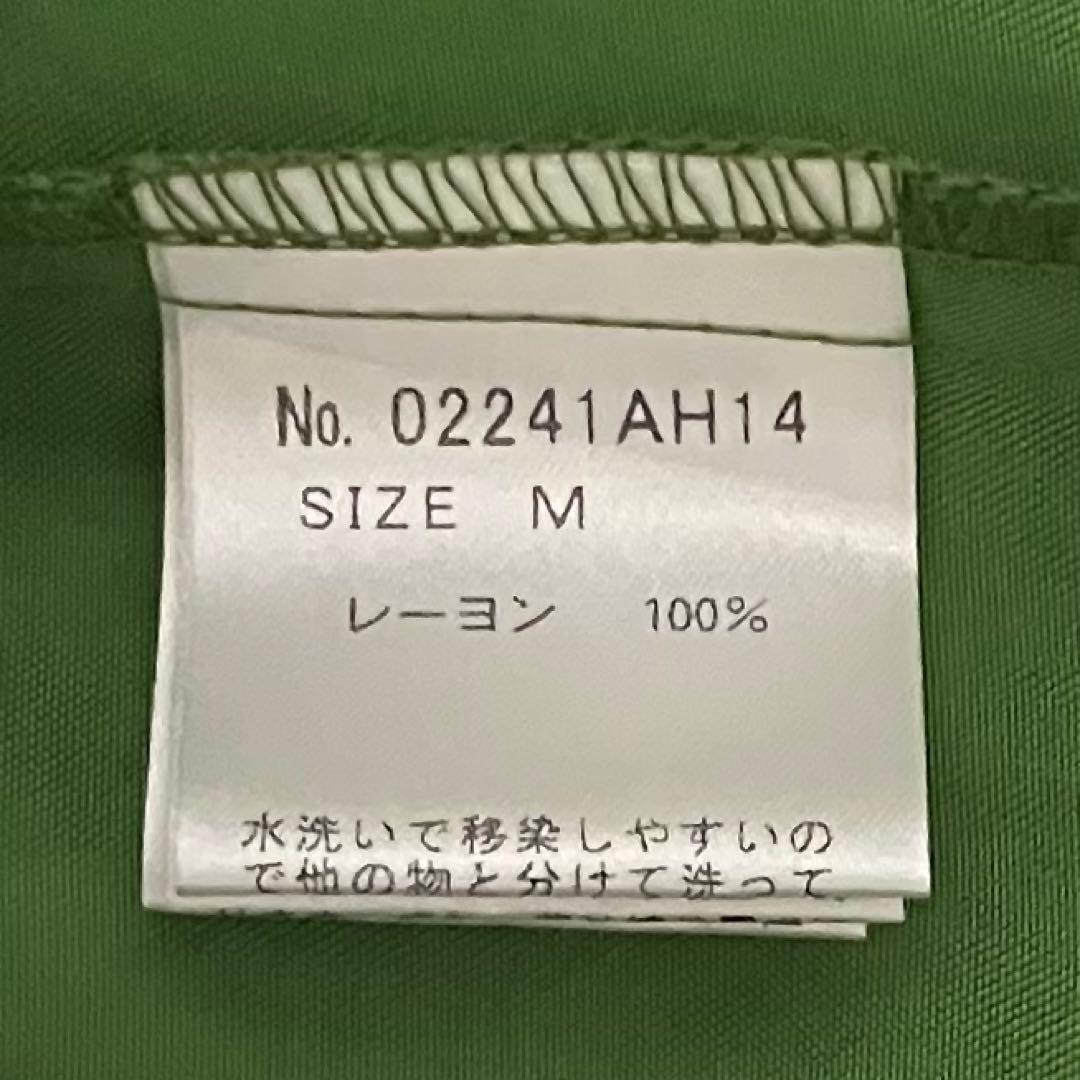 No. 02241AH14
SIZE M
レーヨン 100%
水洗いで移染しやすいの
で他の物と分けて洗って